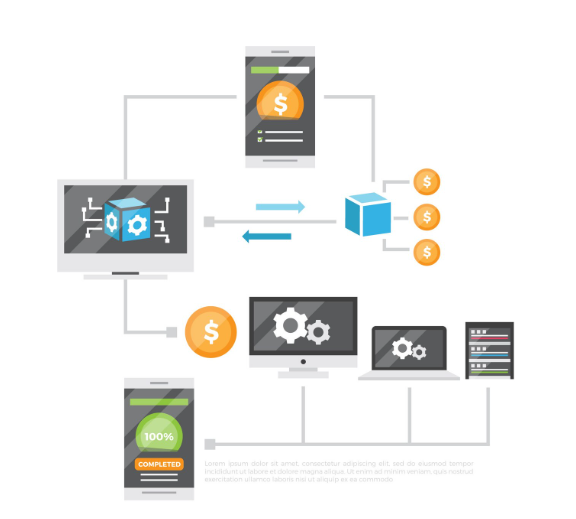 $
$
$
$
$
100%
COMPLETED
Lorem ipsum dolor sit amet, consectetur adipiscing elit, sed do eiusmod tempor
incididunt ut labore et dolore magna aliqua. Ut enim ad minim veniam, quis nostrud
exercitation ullamco laboris nisi ut aliquip ex ea commodo.